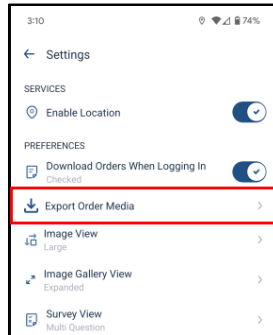 3:10
74%
Settings
SERVICES
Enable Location
PREFERENCES
Download Orders When Logging In
Checked
Export Order Media
Image View
Large
Image Gallery View
Expanded
Survey View
Multi Question